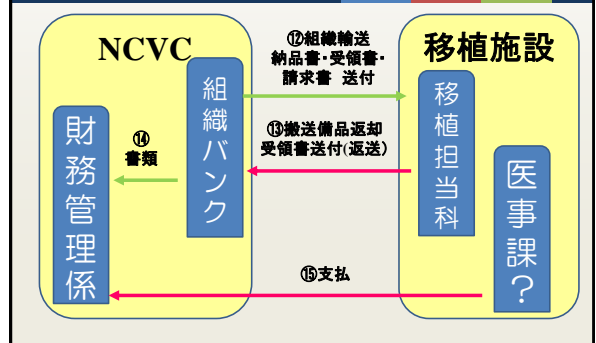 NCVC
⑫組織輸送
納品書・受領書・
請求書 送付
移植施設
組織バンク
移植担当科
財務管理係
⑭
書類
⑬搬送備品返却
受領書送付(返送)
医事課?
⑮支払